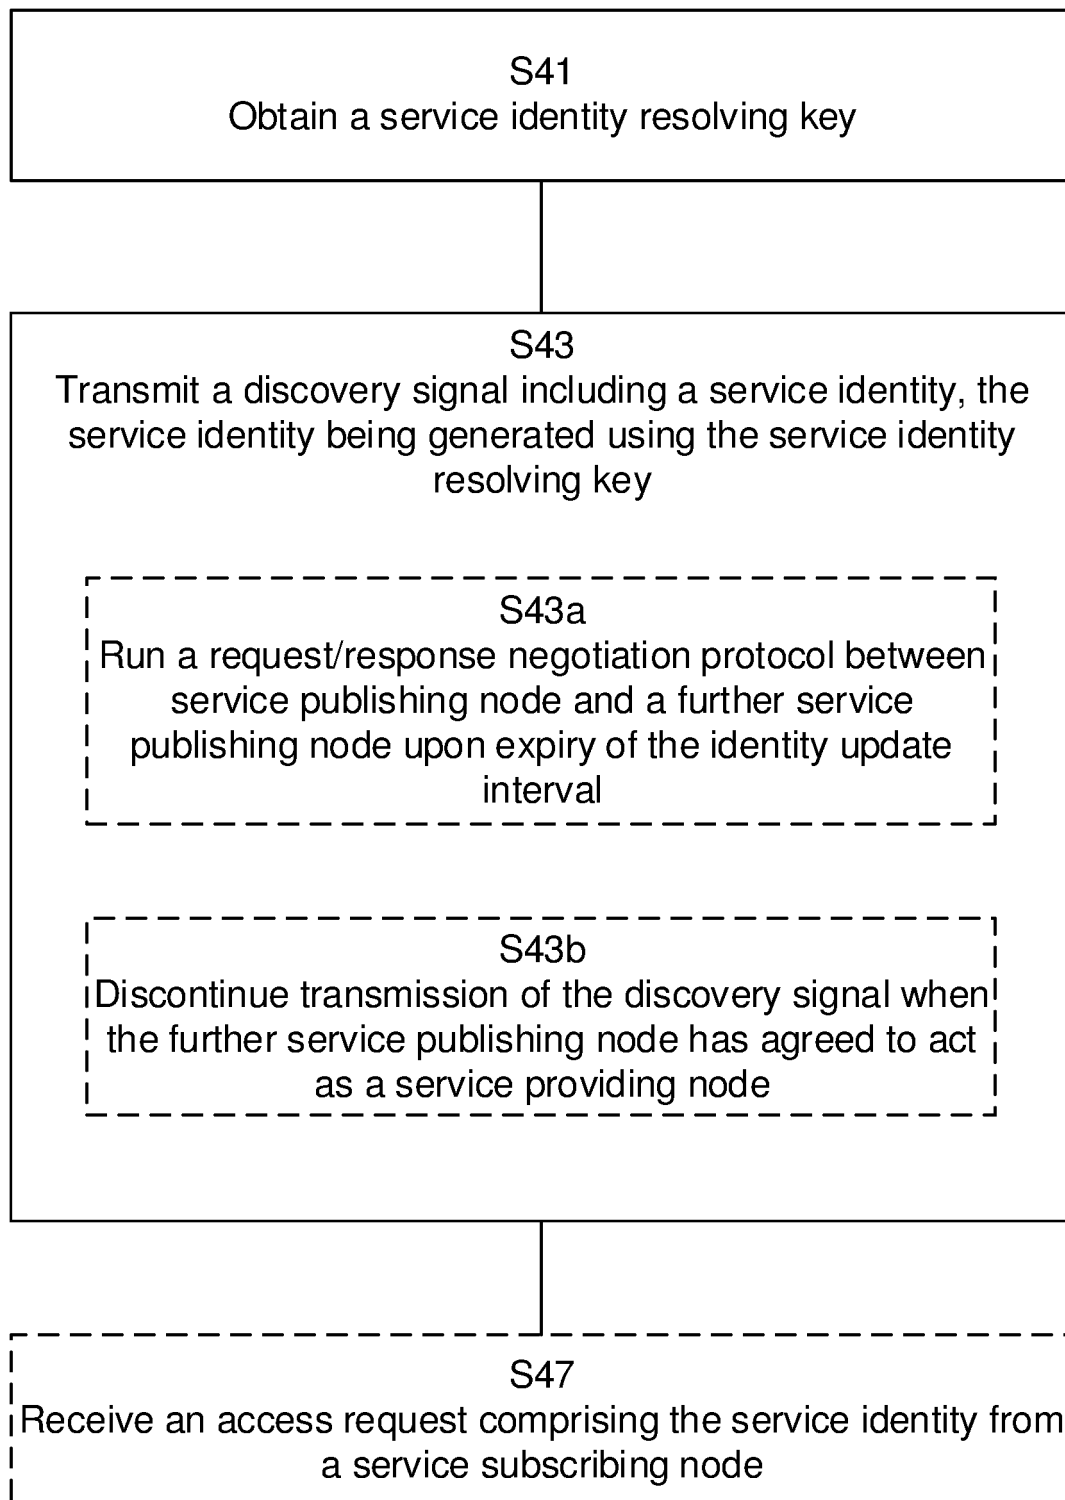 S41
Obtain a service identity resolving key
S43
Transmit a discovery signal including a service identity, the
service identity being generated using the service identity
resolving key
S43a
Run a request/response negotiation protocol between
service publishing node and a further service
publishing node upon expiry of the identity update
interval
S43b
Discontinue transmission of the discovery signal when
the further service publishing node has agreed to act
as a service providing node
S47
Receive an access request comprising the service identity from
a service subscribing node